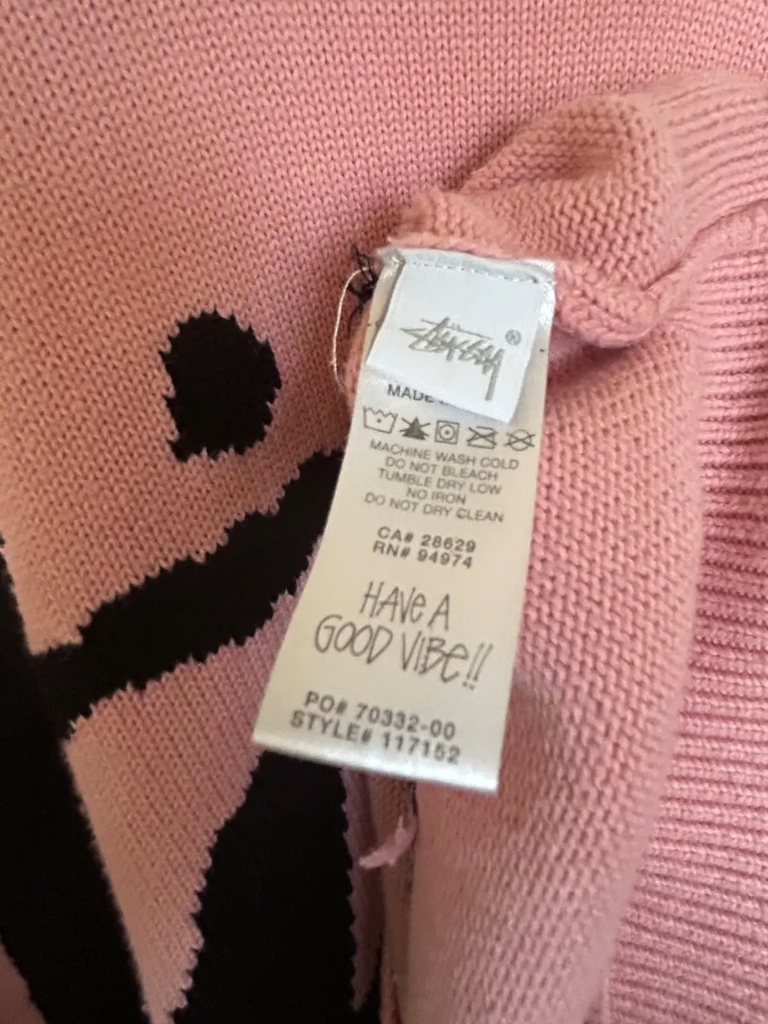 Stüssy ®
MADE
MACHINE WASH COLD
DO NOT BLEACH
TUMBLE DRY LOW
NO IRON
DO NOT DRY CLEAN
CA# 28629
RN# 94974
HAVE A
GOOD VIBE!!
PO# 70332-00
STYLE# 117152